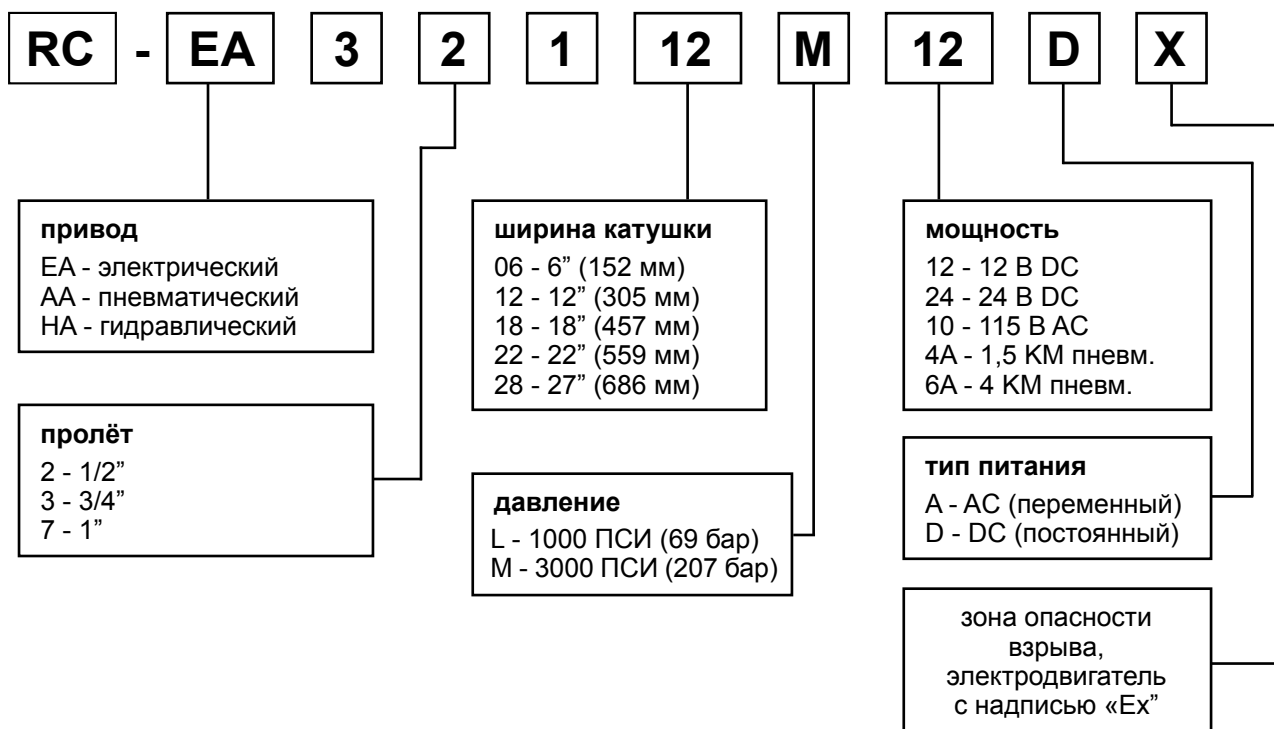 RC - EA 3 2 1 12 M 12 D X
привод
EA - электрический
AA - пневматический
HA - гидравлический
пролёт
2 - 1/2”
3 - 3/4”
7 - 1”
ширина катушки
06 - 6” (152 мм)
12 - 12” (305 мм)
18 - 18” (457 мм)
22 - 22” (559 мм)
28 - 27” (686 мм)
давление
L - 1000 ПСИ (69 бар)
M - 3000 ПСИ (207 бар)
мощность
12 - 12 В DC
24 - 24 В DC
10 - 115 В AC
4A - 1,5 KM пневм.
6A - 4 KM пневм.
тип питания
A - AC (переменный)
D - DC (постоянный)
зона опасности
взрыва,
электродвигатель
с надписью «Ex”